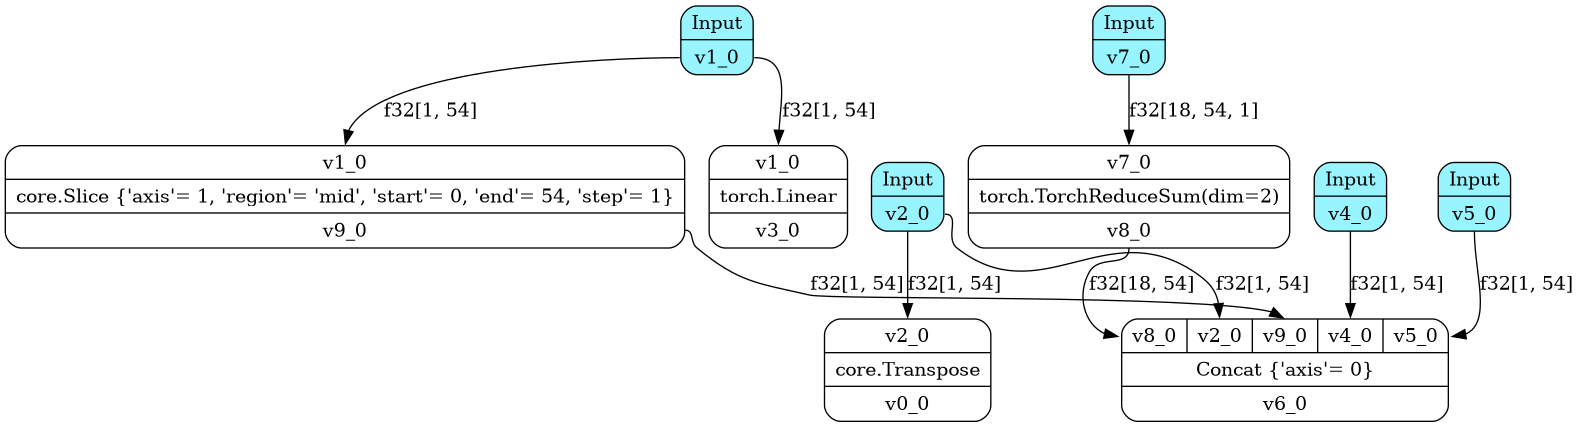 Input
v1_0
Input
v7_0
f32[1, 54]
f32[1, 54]
f32[18, 54, 1]
v1_0
core.Slice {'axis'= 1, 'region'= 'mid', 'start'= 0, 'end'= 54, 'step'= 1}
v9_0
v1_0
torch.Linear
v3_0
Input
v2_0
v7_0
torch.TorchReduceSum(dim=2)
v8_0
Input
v4_0
Input
v5_0
f32[1, 54]
f32[1, 54]
f32[18, 54]
f32[1, 54]
f32[1, 54]
f32[1, 54]
v2_0
core.Transpose
v0_0
v8_0 v2_0 v9_0 v4_0 v5_0
Concat {'axis'= 0}
v6_0